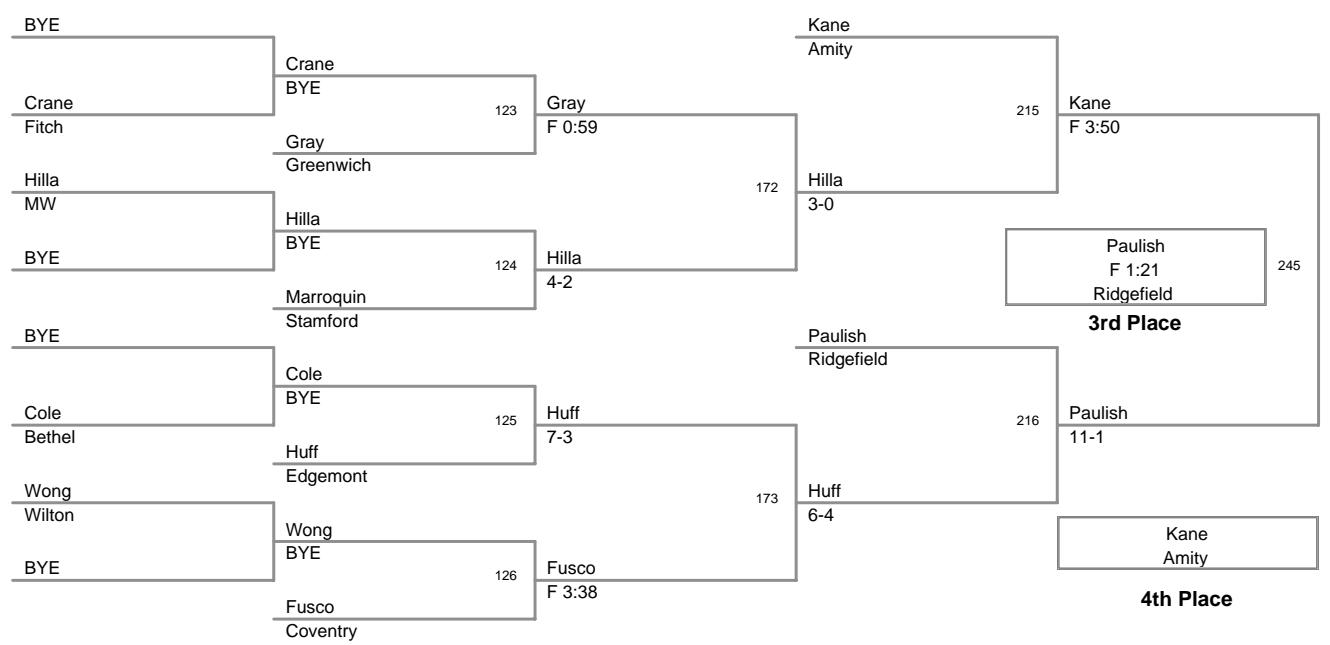 BYE
Crane
Fitch
Hilla
MW
BYE
BYE
Cole
Bethel
Wong
Wilton
BYE
Crane
BYE
123
Gray
Greenwich
Hilla
BYE
124
Marroquin
Stamford
Cole
BYE
125
Huff
Edgemont
Wong
BYE
126
Fusco
Coventry
Gray
F 0:59
172
Hilla
4-2
Huff
7-3
173
Fusco
F 3:38
Kane
Amity
215
Hilla
3-0
Paulish
Ridgefield
216
Huff
6-4
Kane
F 3:50
Paulish
F 1:21
Ridgefield
245
3rd Place
Paulish
11-1
Kane
Amity
4th Place